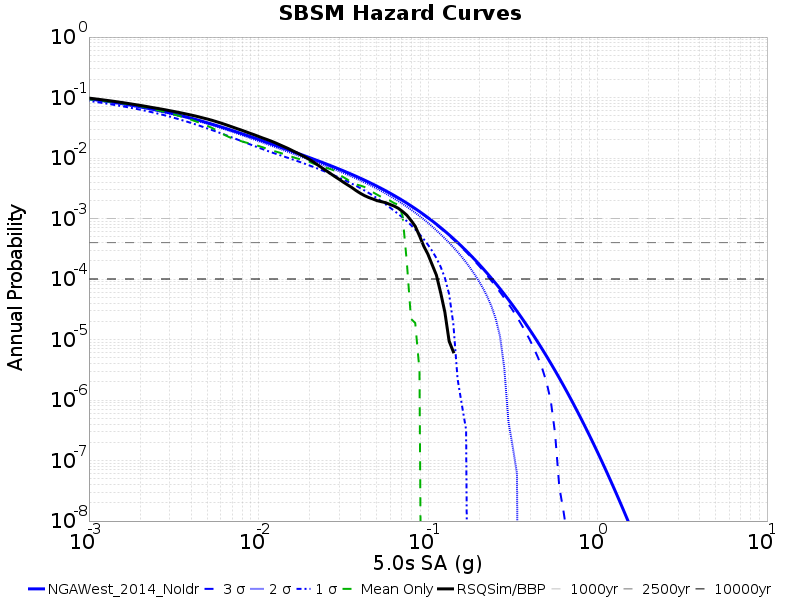 SBSM Hazard Curves
10^0
10^-1
10^-2
10^-3
10^-4
10^-5
10^-6
10^-7
10^-8
Annual Probability
10^-3 10^-2 10^-1 10^0 10^1
5.0s SA (g)
NGAWest_2014_NoIdr 3 σ 2 σ 1 σ Mean Only RSQSim/BBP 1000yr 2500yr 10000yr